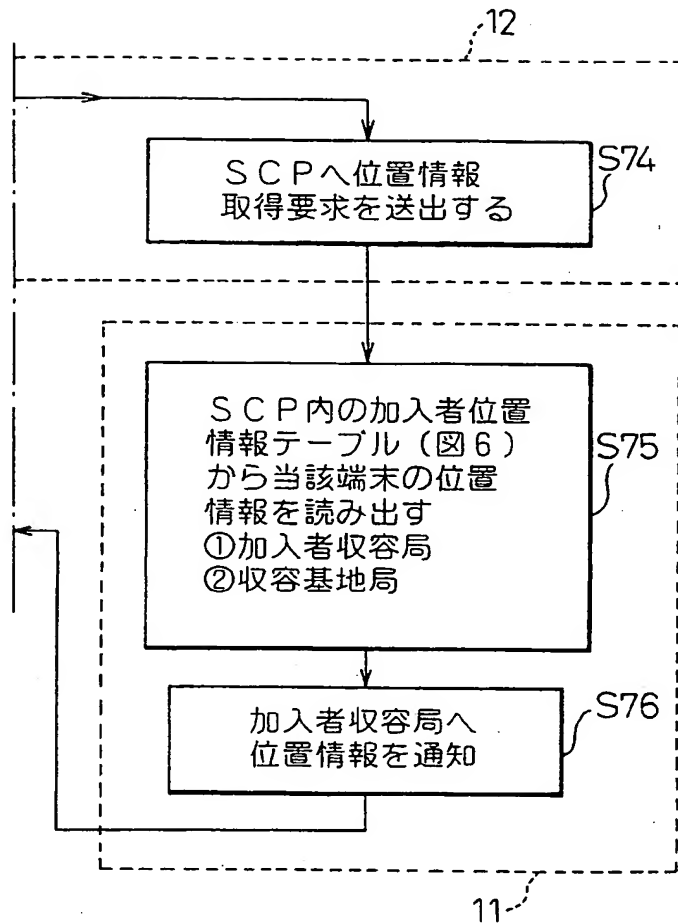 12
SCPへ位置情報
取得要求を送出する
S74
SCP内の加入者位置
情報テーブル(図6)
から当該端末の位置
情報を読み出す
①加入者収容局
②収容基地局
S75
加入者収容局へ
位置情報を通知
S76
11